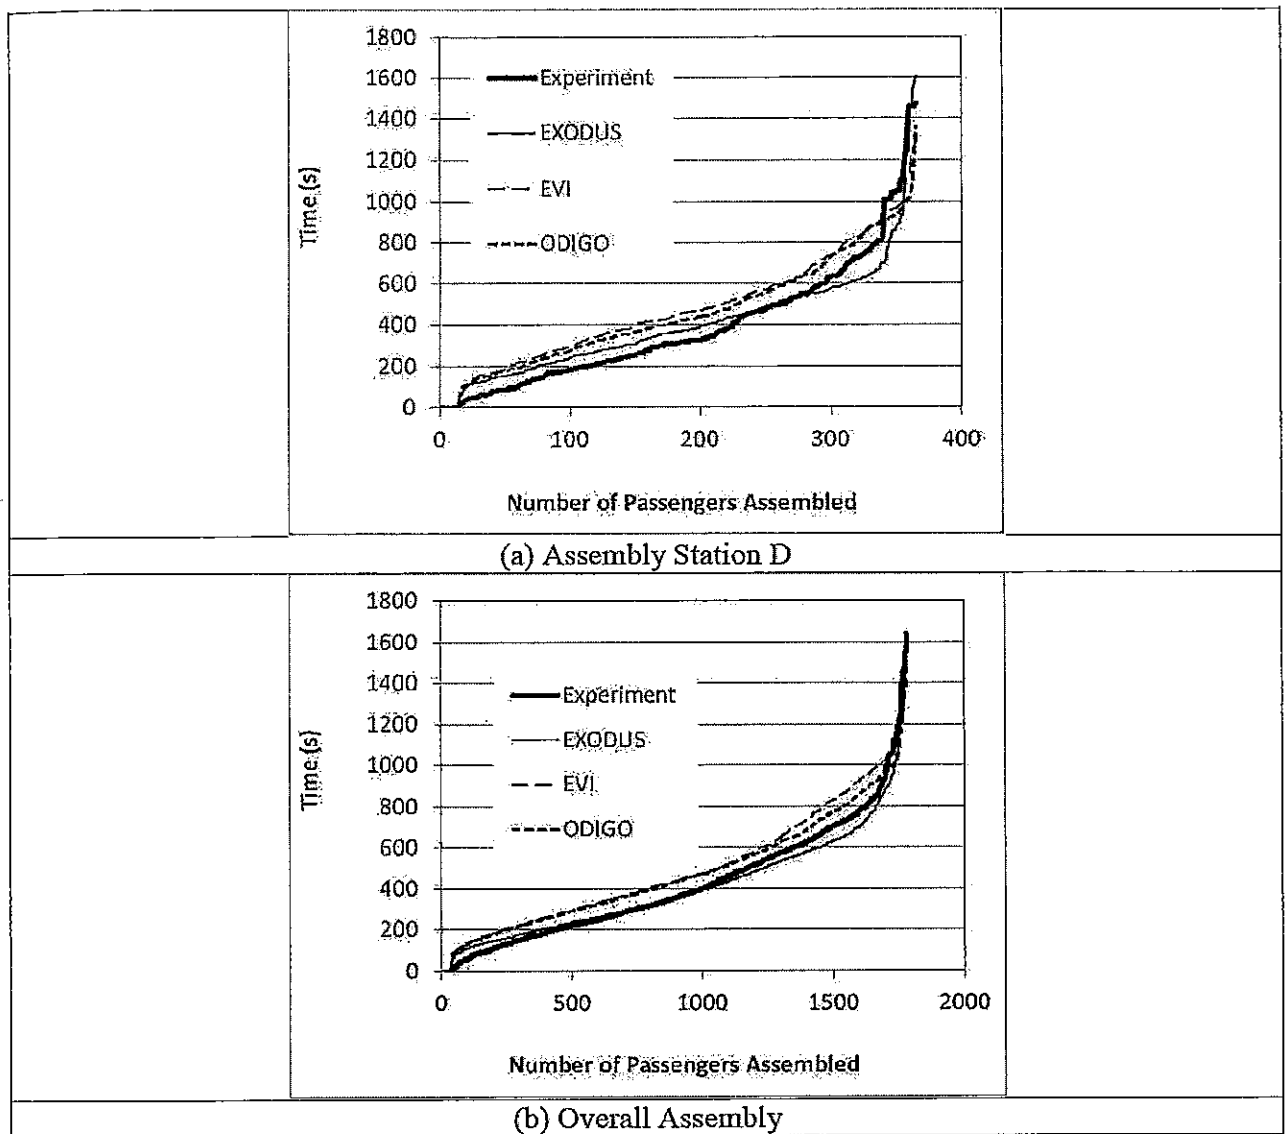 1800
1600
1400
1200
1000
800
600
400
200
0
Time (s)
Experiment
EXODUS
EVI
ODIGO
0 100 200 300 400
Number of Passengers Assembled
(a) Assembly Station D
1800
1600
1400
1200
1000
800
600
400
200
0
Time (s)
Experiment
EXODUS
EVI
ODIGO
0 500 1000 1500 2000
Number of Passengers Assembled
(b) Overall Assembly